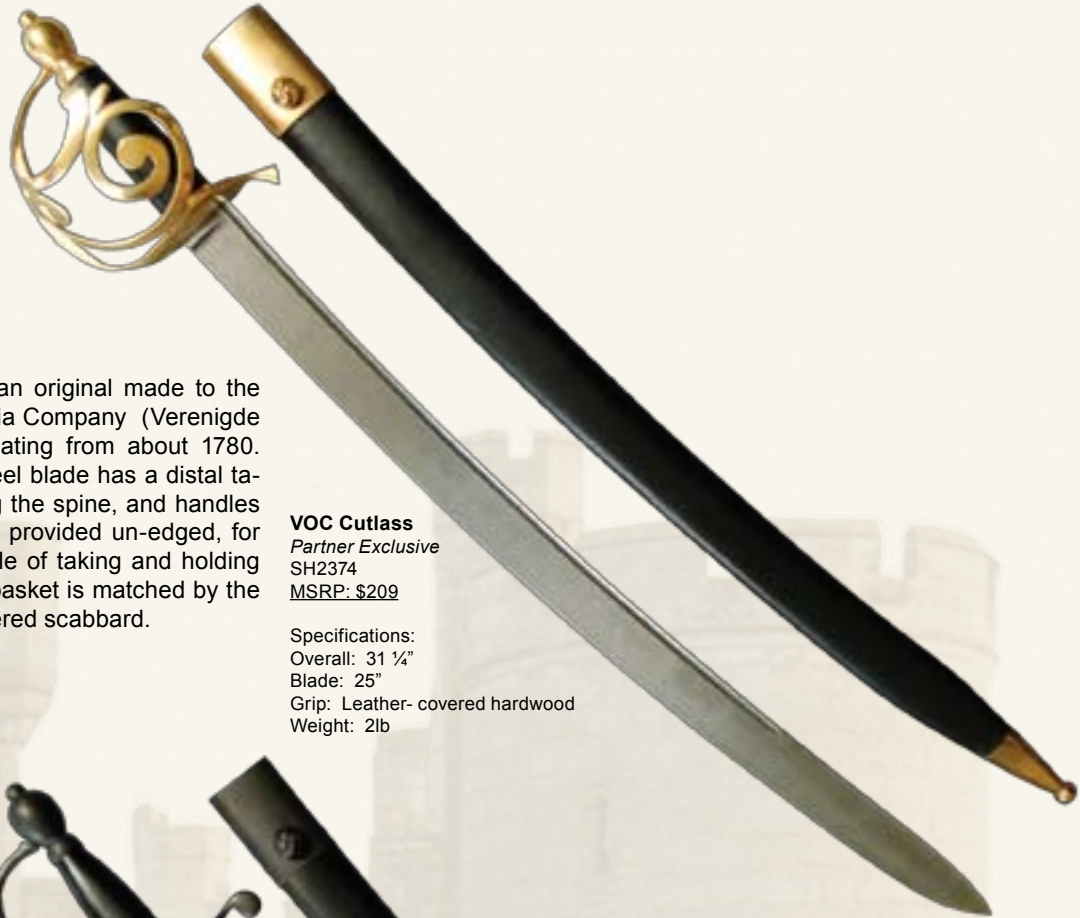 an original made to the
ia Company (Verenigde
ating from about 1780.
eel blade has a distal ta-
g the spine, and handles
provided un-edged, for
le of taking and holding
basket is matched by the
ered scabbard.
VOC Cutlass
Partner Exclusive
SH2374
MSRP: $209
Specifications:
Overall: 31 ¼”
Blade: 25”
Grip: Leather- covered hardwood
Weight: 2lb